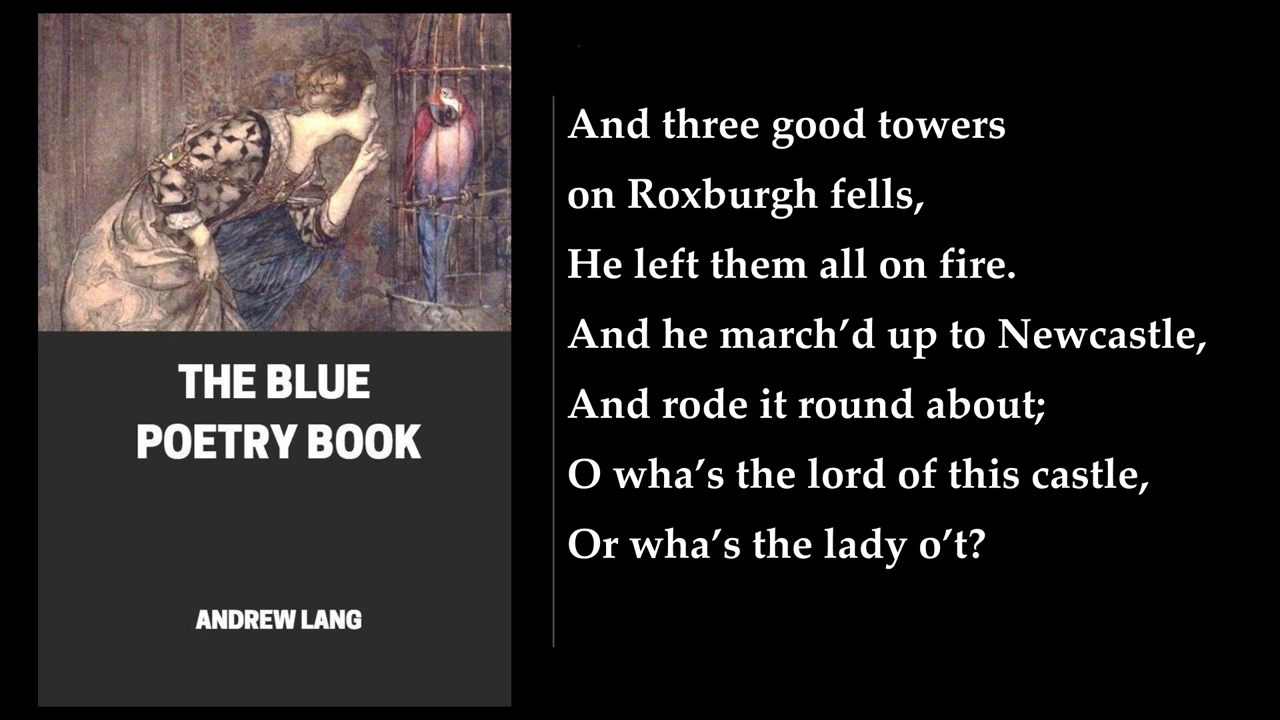 THE BLUE
POETRY BOOK
ANDREW LANG
And three good towers
on Roxburgh fells,
He left them all on fire.
And he march’d up to Newcastle,
And rode it round about;
O wha’s the lord of this castle,
Or wha’s the lady o’t?